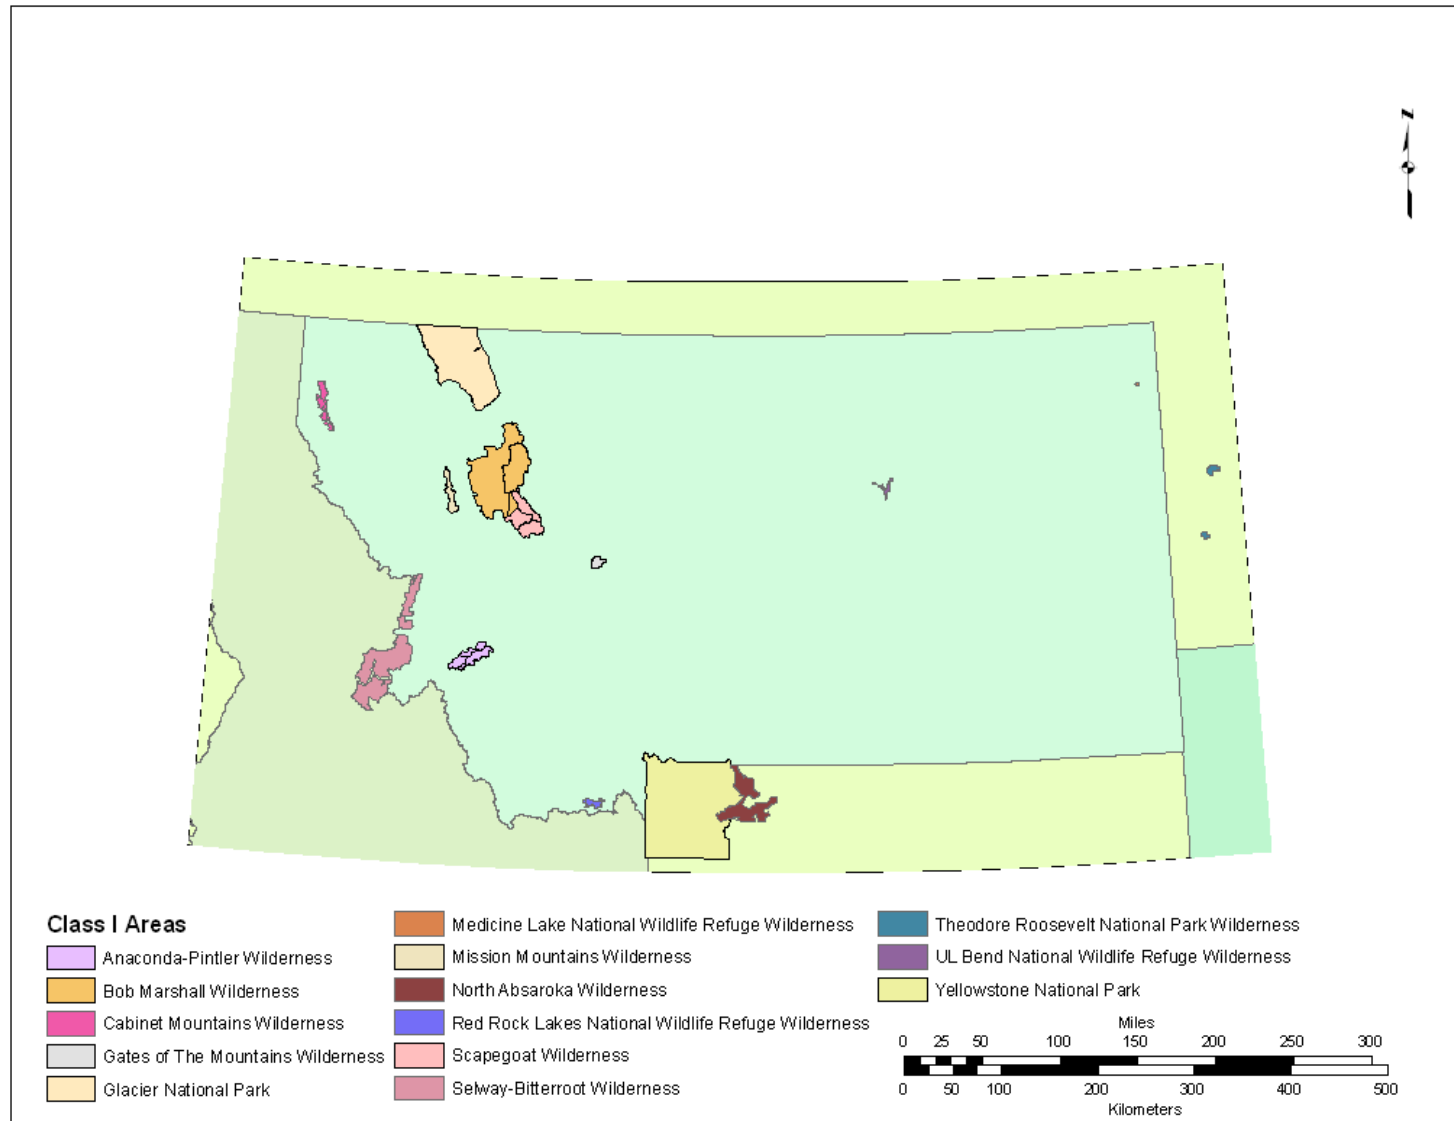 N
Class I Areas
Anaconda-Pintler Wilderness
Bob Marshall Wilderness
Cabinet Mountains Wilderness
Gates of The Mountains Wilderness
Glacier National Park
Medicine Lake National Wildlife Refuge Wilderness
Mission Mountains Wilderness
North Absaroka Wilderness
Red Rock Lakes National Wildlife Refuge Wilderness
Scapegoat Wilderness
Selway-Bitterroot Wilderness
Theodore Roosevelt National Park Wilderness
UL Bend National Wildlife Refuge Wilderness
Yellowstone National Park
Miles
0 25 50 100 150 200 250 300
0 50 100 200 300 400 500
Kilometers